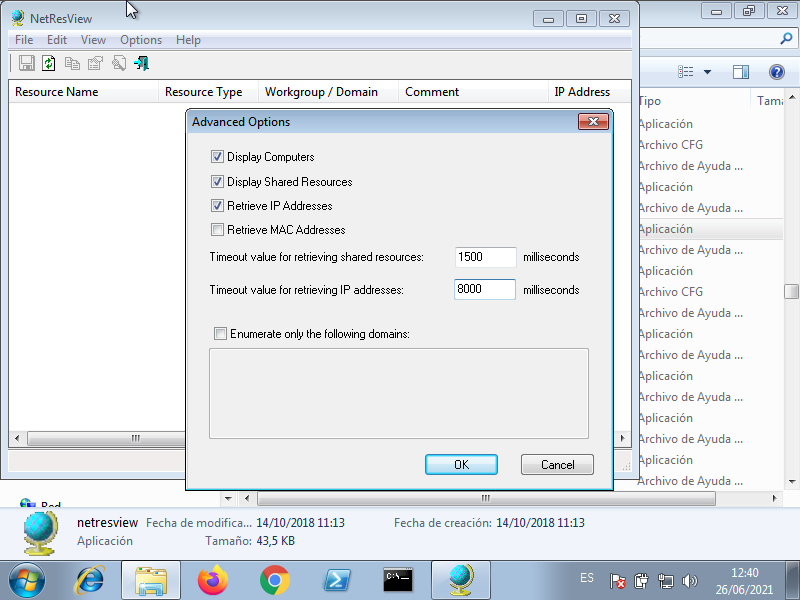 NetResView
File Edit View Options Help
Resource Name Resource Type Workgroup / Domain Comment IP Address
Advanced Options
Display Computers
Display Shared Resources
Retrieve IP Addresses
Retrieve MAC Addresses
Timeout value for retrieving shared resources: 1500 milliseconds
Timeout value for retrieving IP addresses: 8000 milliseconds
Enumerate only the following domains:
OK Cancel
Tipo
Aplicación
Archivo CFG
Archivo de Ayuda ...
Aplicación
Archivo de Ayuda ...
Aplicación
Archivo de Ayuda ...
Aplicación
Archivo CFG
Archivo de Ayuda ...
Aplicación
Archivo de Ayuda ...
Aplicación
Archivo de Ayuda ...
Aplicación
Archivo de Ayuda ...
Aplicación
Archivo de Ayuda ...
Red
netresview Fecha de modifica... 14/10/2018 11:13 Fecha de creación: 14/10/2018 11:13
Aplicación Tamaño: 43,5 KB
C:\_
ES
12:40
26/06/2021